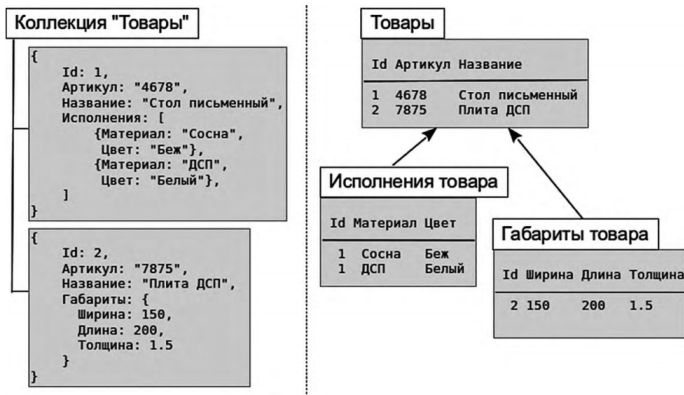 Коллекция "Товары"
{
Id: 1,
Артикул: "4678",
Название: "Стол письменный",
Исполнения: [
{Материал: "Сосна",
Цвет: "Беж"},
{Материал: "ДСП",
Цвет: "Белый"},
]
}
{
Id: 2,
Артикул: "7875",
Название: "Плита ДСП",
Габариты: {
Ширина: 150,
Длина: 200,
Толщина: 1.5
}
}
Товары
Id Артикул Название
1 4678 Стол письменный
2 7875 Плита ДСП
Исполнения товара
Id Материал Цвет
1 Сосна Беж
1 ДСП Белый
Габариты товара
Id Ширина Длина Толщина
2 150 200 1.5